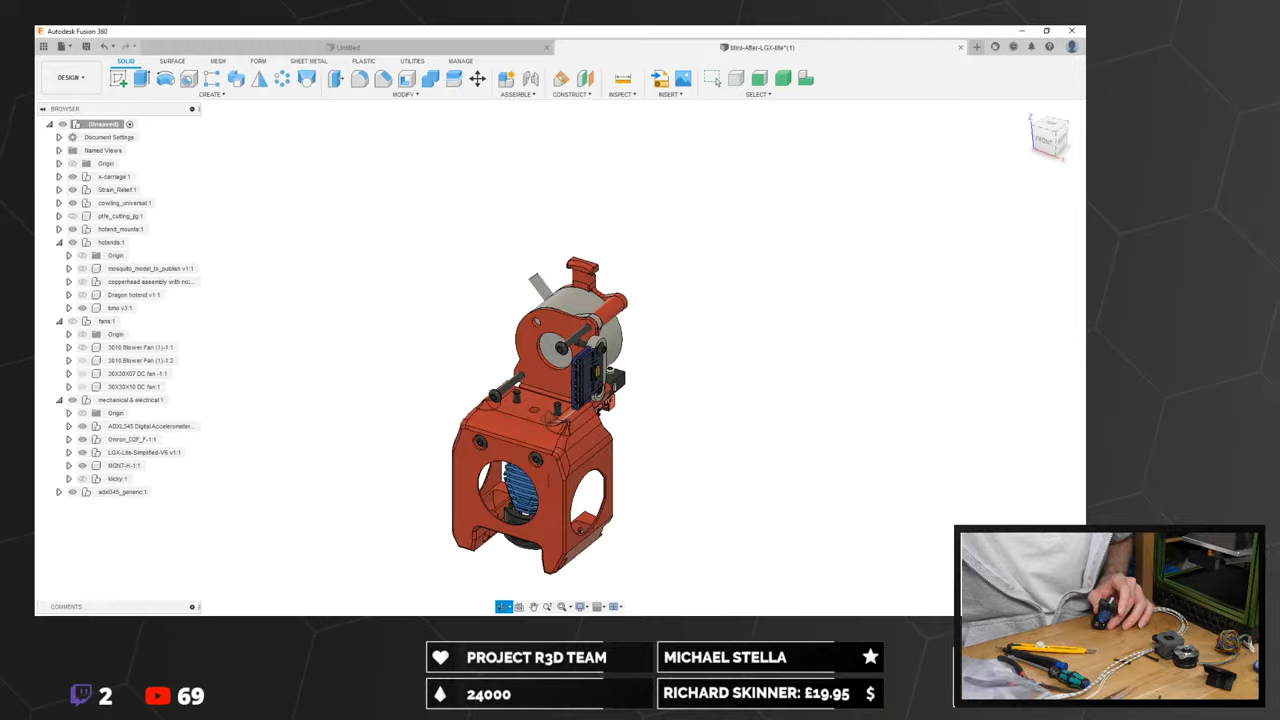 Autodesk Fusion 360
Untitled
Mini-After-LGX-lite*(1)
DESIGN
SOLID SURFACE MESH FORM SHEET METAL PLASTIC UTILITIES MANAGE
CREATE MODIFY ASSEMBLE CONSTRUCT INSPECT INSERT SELECT
BROWSER
(Unsaved)
Document Settings
Named Views
Origin
x-carriage:1
Strain_Relief:1
cowling_universal:1
ptfe_cutting_jig:1
hotend_mounts:1
hotends:1
Origin
mosquito_model_to_publish v1:1
copperhead assembly with noz...
Dragon hotend v1:1
bmo v3:1
fans:1
Origin
3010 Blower Fan (1)-1:1
3010 Blower Fan (1)-1:2
30X30X07 DC fan -1:1
30X30X10 DC fan:1
mechanical & electrical:1
Origin
ADXL345 Digital Accelerometer...
Omron_D2F_F-1:1
LGX-Lite-Simplified-V6 v1:1
MGN7-H-1:1
klicky:1
adxl345_generic:1
Z
FRONT
X
COMMENTS
PROJECT R3D TEAM
MICHAEL STELLA
24000
RICHARD SKINNER: £19.95 $
2
69